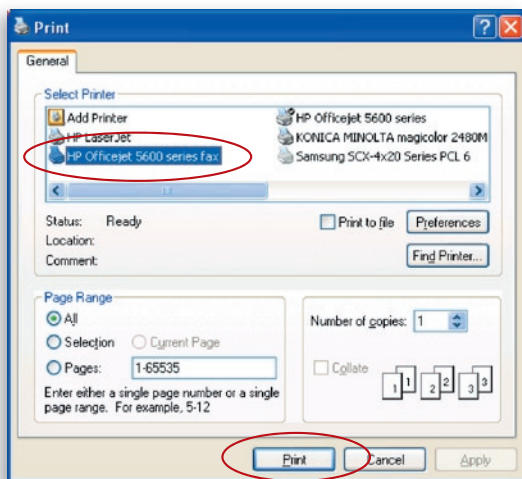 Print
General
Select Printer
Add Printer
HP LaserJet
HP Officejet 5600 series fax
HP Officejet 5600 series
KONICA MINOLTA magicolor 2480M
Samsung SCX-4x20 Series PCL 6
Status: Ready
Location:
Comment:
Print to file
Preferences
Find Printer...
Page Range
All
Selection
Current Page
Pages:
1-65535
Enter either a single page number or a single
page range. For example, 5-12
Number of copies: 1
Collate
1 1 2 2 3 3
Print
Cancel
Apply